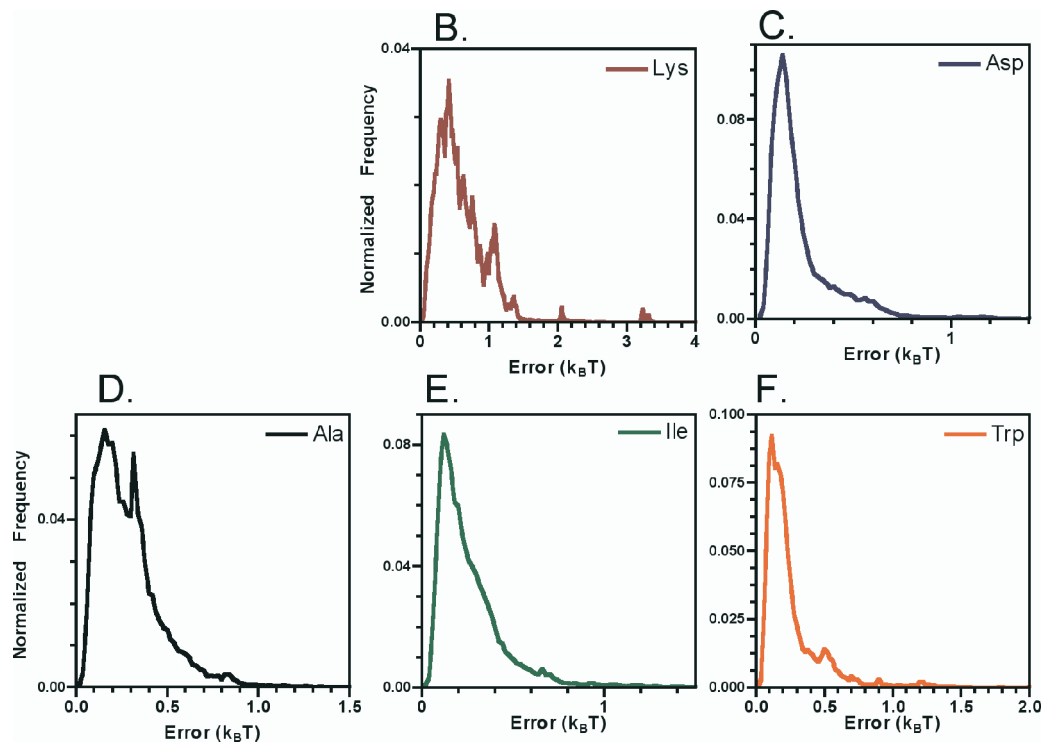 B.
Lys
Normalized Frequency
0.04
0.00
0 1 2 3 4
Error (kBT)
C.
Asp
0.08
0.04
0.00
0 1
Error (kBT)
D.
Ala
Normalized Frequency
0.04
0.00
0.0 0.5 1.0 1.5
Error (kBT)
E.
Ile
0.08
0.04
0.00
0 1
Error (kBT)
F.
Trp
0.100
0.075
0.050
0.025
0.000
0.0 0.5 1.0 1.5 2.0
Error (kBT)